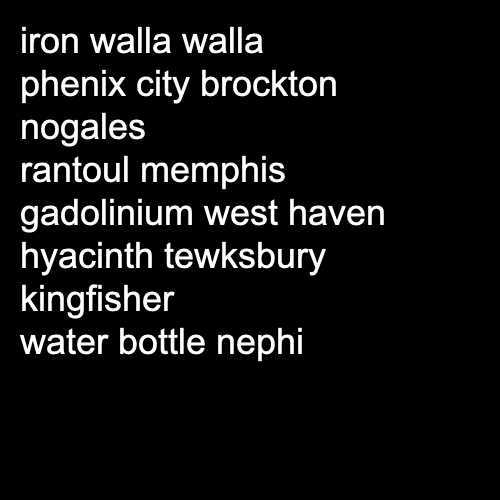 iron walla walla
phenix city brockton
nogales
rantoul memphis
gadolinium west haven
hyacinth tewksbury
kingfisher
water bottle nephi